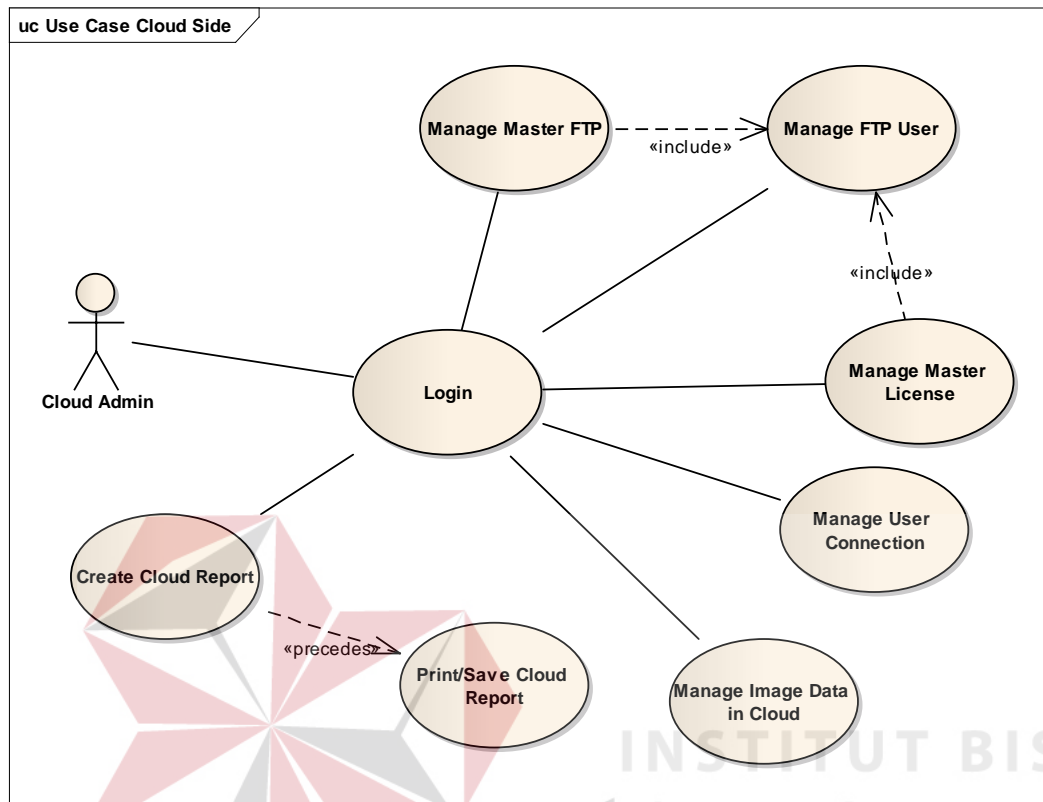 uc Use Case Cloud Side
Manage Master FTP
«include»
Manage FTP User
«include»
Cloud Admin
Login
Manage Master
License
Manage User
Connection
Create Cloud Report
«precedes»
Print/Save Cloud
Report
Manage Image Data
in Cloud
INSTITUT BIS